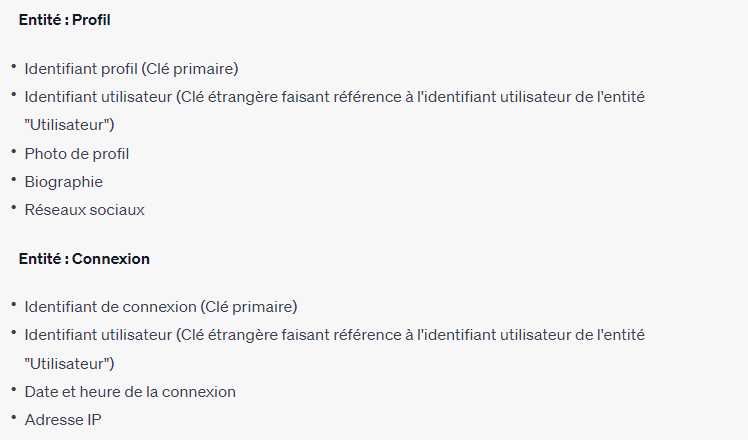 Entité : Profil
• Identifiant profil (Clé primaire)
• Identifiant utilisateur (Clé étrangère faisant référence à l'identifiant utilisateur de l'entité
"Utilisateur")
• Photo de profil
• Biographie
• Réseaux sociaux
Entité : Connexion
• Identifiant de connexion (Clé primaire)
• Identifiant utilisateur (Clé étrangère faisant référence à l'identifiant utilisateur de l'entité
"Utilisateur")
• Date et heure de la connexion
• Adresse IP